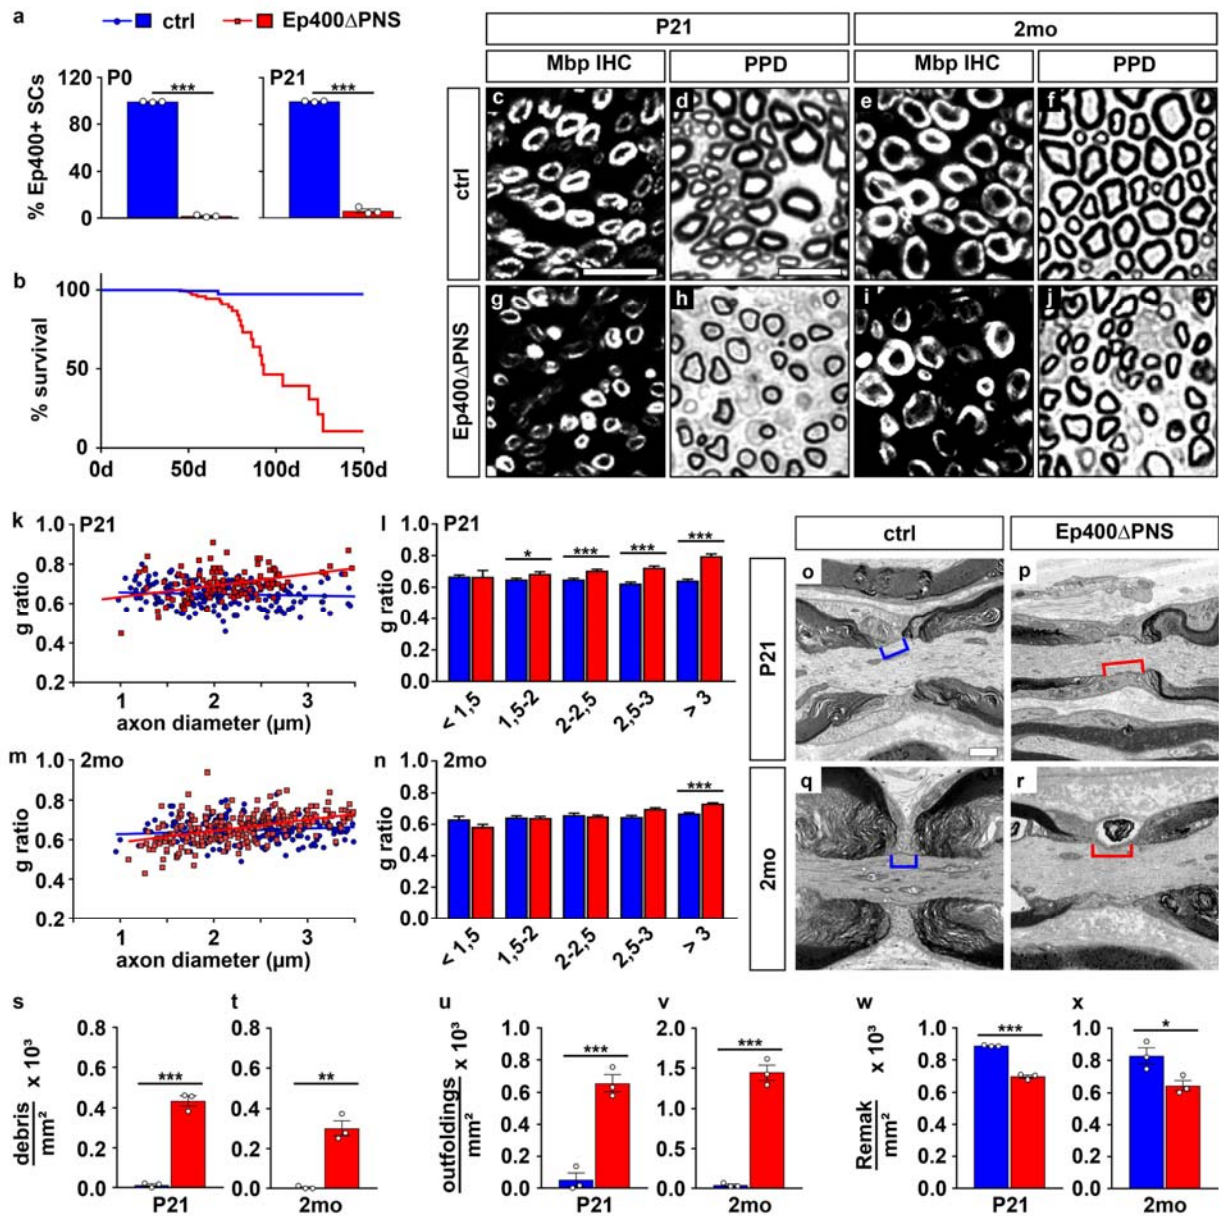 a
ctrl
Ep400ΔPNS
P0
P21
***
***
% Ep400+ SCs
120
80
40
0
b
% survival
100
50
0
0d
50d
100d
150d
P21
2mo
Mbp IHC
PPD
Mbp IHC
PPD
ctrl
c
d
e
f
Ep400ΔPNS
g
h
i
j
k
P21
g ratio
1.0
0.8
0.6
0.4
0.2
1
2
3
axon diameter (µm)
l
P21
g ratio
1.0
0.8
0.6
0.4
0.2
0.0
*
***
***
***
< 1,5
1,5-2
2-2,5
2,5-3
> 3
m
2mo
g ratio
1.0
0.8
0.6
0.4
0.2
1
2
3
axon diameter (µm)
n
2mo
g ratio
1.0
0.8
0.6
0.4
0.2
0.0
***
< 1,5
1,5-2
2-2,5
2,5-3
> 3
ctrl
Ep400ΔPNS
P21
o
p
2mo
q
r
s
debris
mm²
x 10³
0.8
0.6
0.4
0.2
0.0
***
P21
t
0.8
0.6
0.4
0.2
0.0
**
2mo
u
outfoldings
mm²
x 10³
1.0
0.8
0.6
0.4
0.2
0.0
***
P21
v
2.0
1.5
1.0
0.5
0.0
***
2mo
w
Remak
mm²
x 10³
1.0
0.8
0.6
0.4
0.2
0.0
***
P21
x
1.0
0.8
0.6
0.4
0.2
0.0
*
2mo